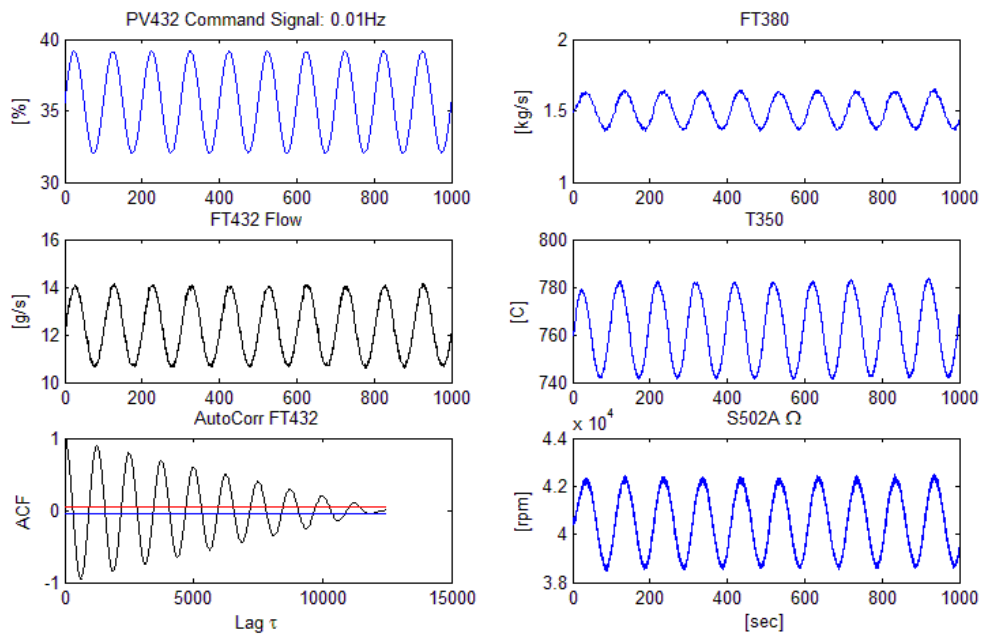 PV432 Command Signal: 0.01Hz
40
35
30
[%]
0 200 400 600 800 1000
FT380
2
1.5
1
[kg/s]
0 200 400 600 800 1000
FT432 Flow
16
14
12
10
[g/s]
0 200 400 600 800 1000
T350
800
780
760
740
[C]
0 200 400 600 800 1000
AutoCorr FT432
1
0
-1
ACF
0 5000 10000 15000
Lag τ
S502A Ω
x 10^4
4.4
4.2
4
3.8
[rpm]
0 200 400 600 800 1000
[sec]